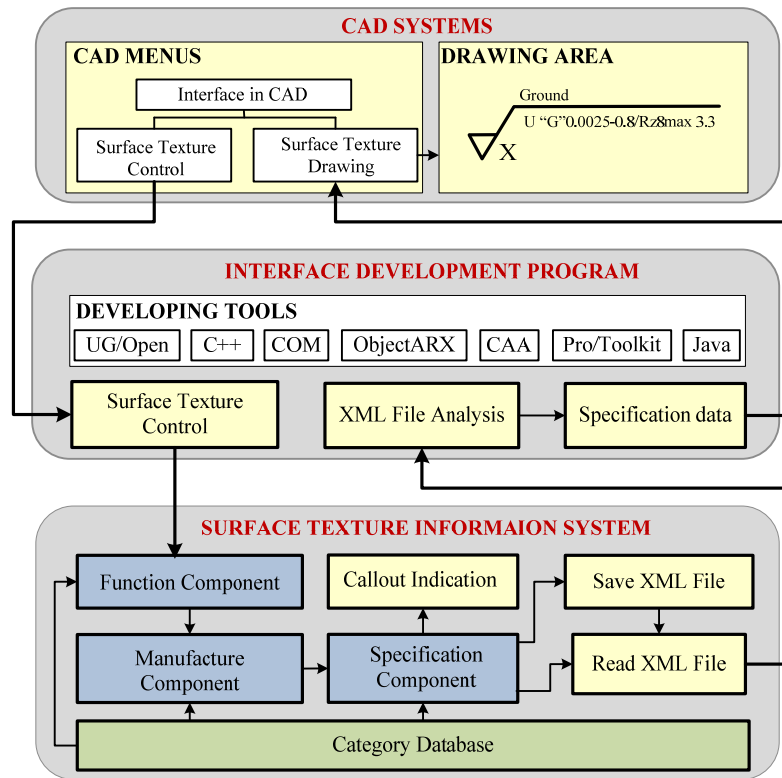 CAD SYSTEMS
CAD MENUS
Interface in CAD
Surface Texture
Control
Surface Texture
Drawing
DRAWING AREA
Ground
U “G”0.0025-0.8/Rz8max 3.3
X
INTERFACE DEVELOPMENT PROGRAM
DEVELOPING TOOLS
UG/Open
C++
COM
ObjectARX
CAA
Pro/Toolkit
Java
Surface Texture
Control
XML File Analysis
Specification data
SURFACE TEXTURE INFORMAION SYSTEM
Function Component
Callout Indication
Save XML File
Manufacture
Component
Specification
Component
Read XML File
Category Database